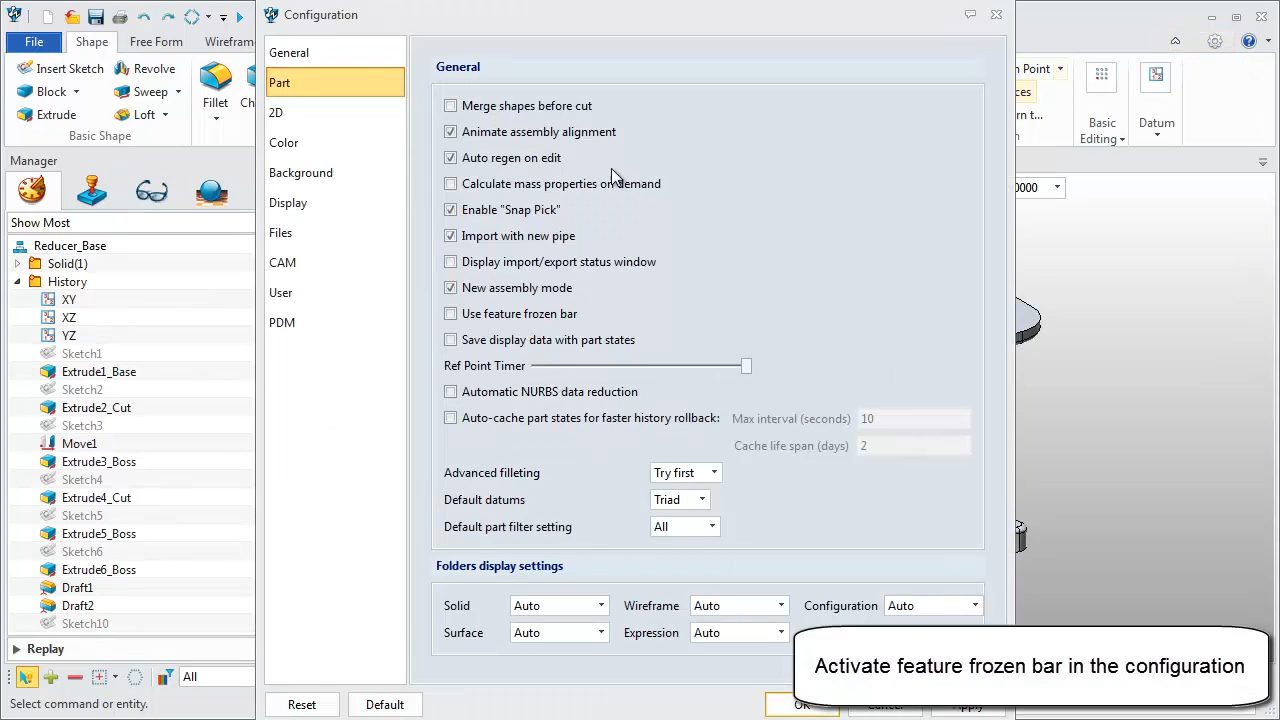 Configuration
File
Shape
Free Form
Wirefram
Insert Sketch
Revolve
Block
Sweep
Extrude
Loft
Fillet
Ch
Basic Shape
Manager
Show Most
Reducer_Base
Solid(1)
History
XY
XZ
YZ
Sketch1
Extrude1_Base
Sketch2
Extrude2_Cut
Sketch3
Move1
Extrude3_Boss
Sketch4
Extrude4_Cut
Sketch5
Extrude5_Boss
Sketch6
Extrude6_Boss
Draft1
Draft2
Sketch10
Replay
All
Select command or entity.
General
Part
2D
Color
Background
Display
Files
CAM
User
PDM
General
Merge shapes before cut
Animate assembly alignment
Auto regen on edit
Calculate mass properties on demand
Enable "Snap Pick"
Import with new pipe
Display import/export status window
New assembly mode
Use feature frozen bar
Save display data with part states
Ref Point Timer
Automatic NURBS data reduction
Auto-cache part states for faster history rollback: Max interval (seconds) 10
Cache life span (days) 2
Advanced filleting Try first
Default datums Triad
Default part filter setting All
Folders display settings
Solid Auto Wireframe Auto Configuration Auto
Surface Auto Expression Auto
Reset
Default
OK
Cancel
Apply
Point
ces
n t...
Basic
Editing
Datum
0000
Activate feature frozen bar in the configuration